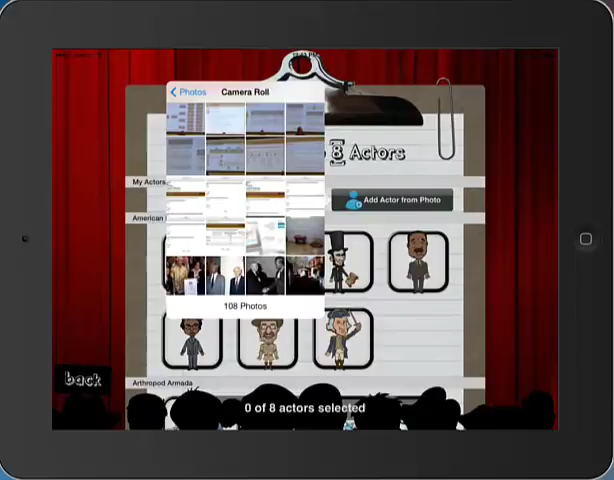 Photos
Camera Roll
8 Actors
My Actors
Add Actor from Photo
American
108 Photos
back
Arthropod Armada
0 of 8 actors selected